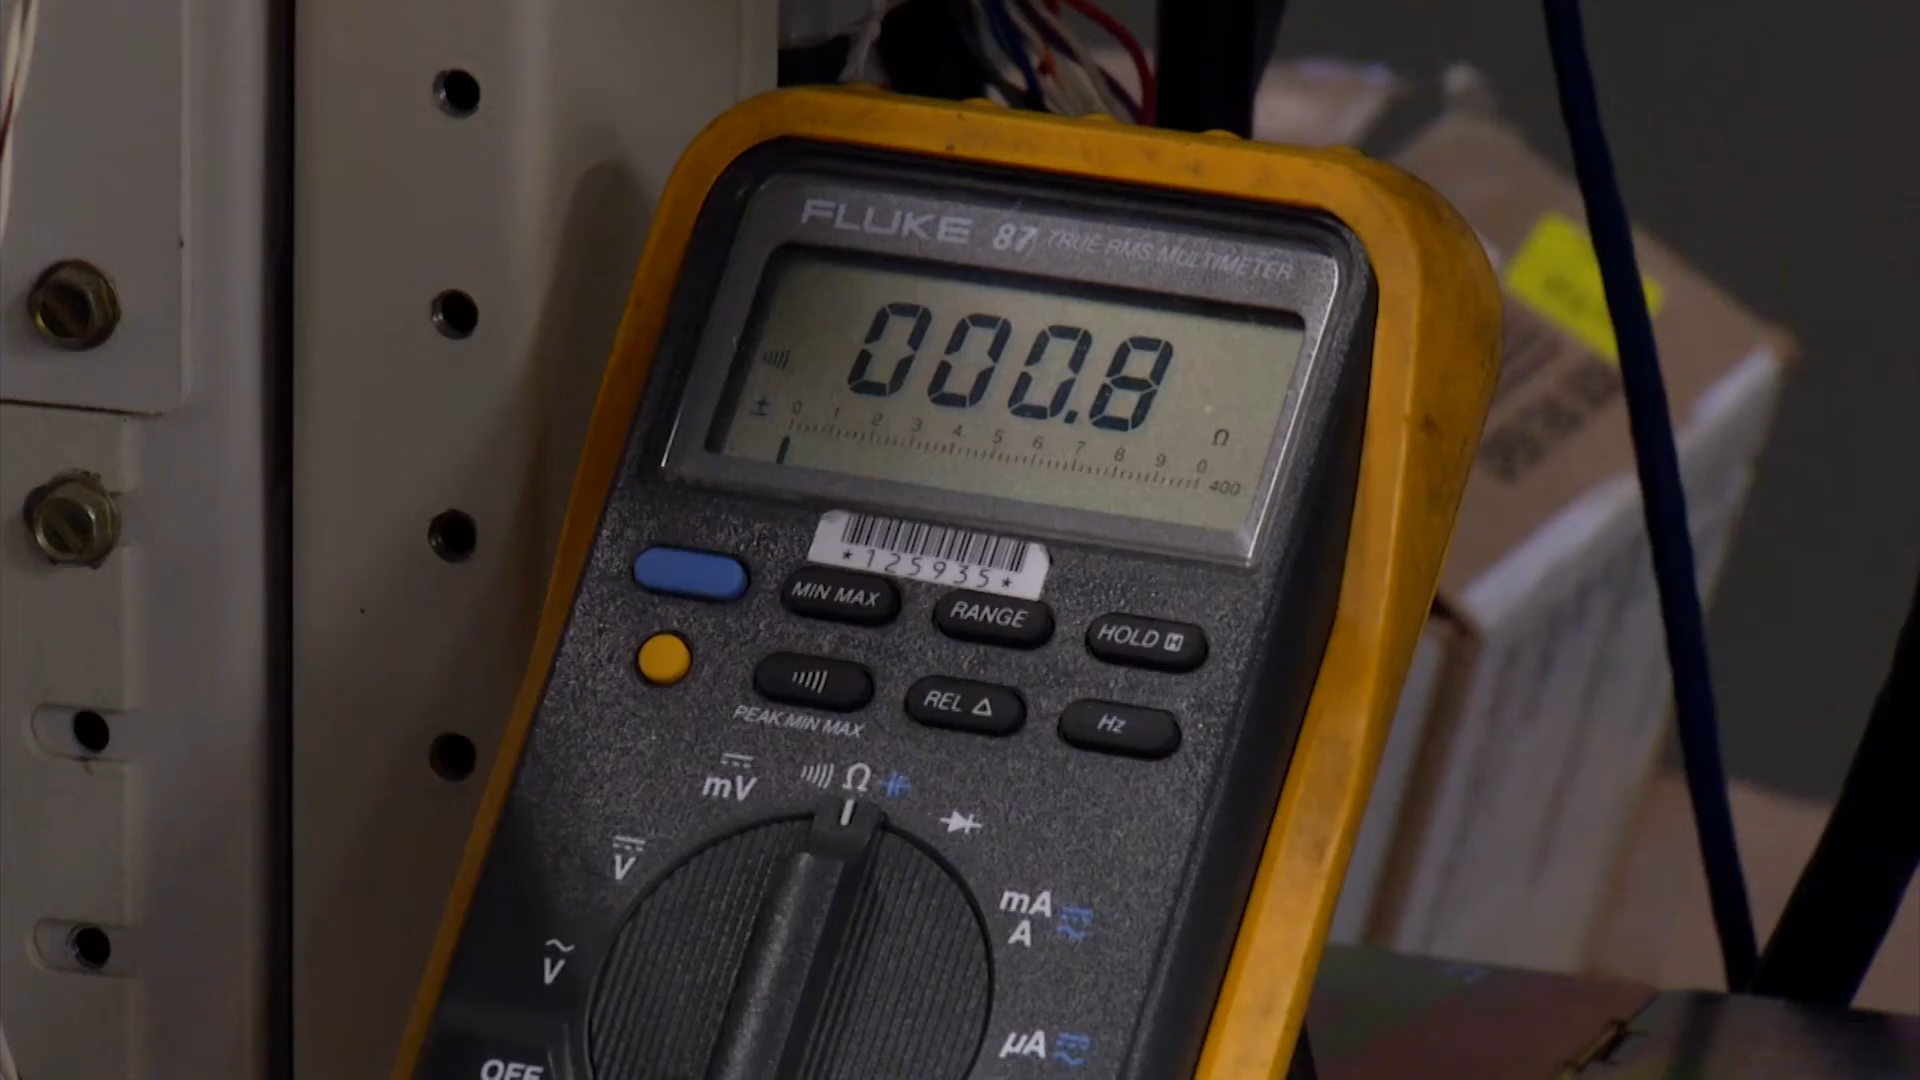 FLUKE 87 TRUE RMS MULTIMETER
000.8
± 0 1 2 3 4 5 6 7 8 9 0
Ω
400
*125935*
MIN MAX RANGE HOLD H
REL Δ Hz
PEAK MIN MAX
mV Ω
V
mA
A
V
µA
OFF